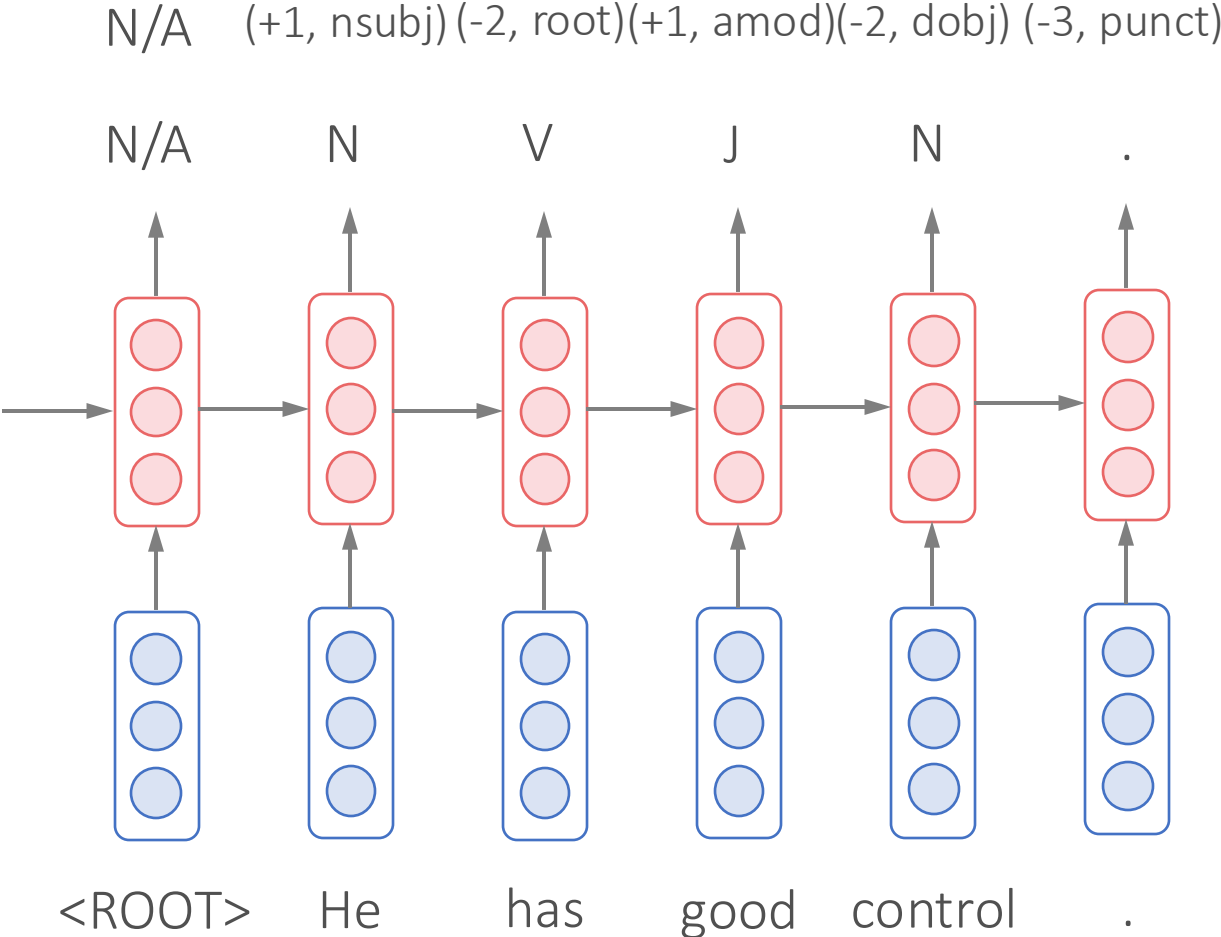 N/A (+1, nsubj) (-2, root) (+1, amod) (-2, dobj) (-3, punct)
N/A N V J N .
<ROOT> He has good control .